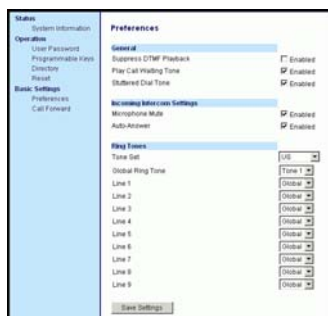 Status
System Information
Operation
User Password
Programmable Keys
Directory
Reset
Basic Settings
Preferences
Call Forward
Preferences
General
Suppress DTMF Playback Enabled
Play Call Waiting Tone Enabled
Stuttered Dial Tone Enabled
Incoming Intercom Settings
Microphone Mute Enabled
Auto-Answer Enabled
Ring Tones
Tone Set US
Global Ring Tone Tone 1
Line 1 Global
Line 2 Global
Line 3 Global
Line 4 Global
Line 5 Global
Line 6 Global
Line 7 Global
Line 8 Global
Line 9 Global
Save Settings